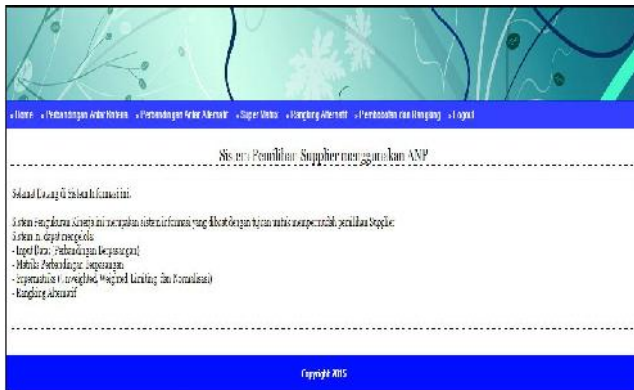 » Home » Perbandingan Antar Kriteria » Perbandingan Antar Alternatif » Super Matrix » Rangking Alternatif » Pembobotan dan Rangking » Logout
Sistem Pemilihan Supplier menggunakan ANP
Selamat Datang di Sistem Informasi ini.
Sistem Pengukuran Kinerja ini merupakan sistem informasi yang dibuat dengan tujuan untuk mempermudah pemilihan Supplier
Sistem ini dapat mengelola:
- Input Data (Perbandingan Berpasangan)
- Matriks Perbandingan Berpasangan
- Supermatriks (Unweighted, Weighted, Limiting dan Normalisasi)
- Rangking Alternatif
Copyright 2015